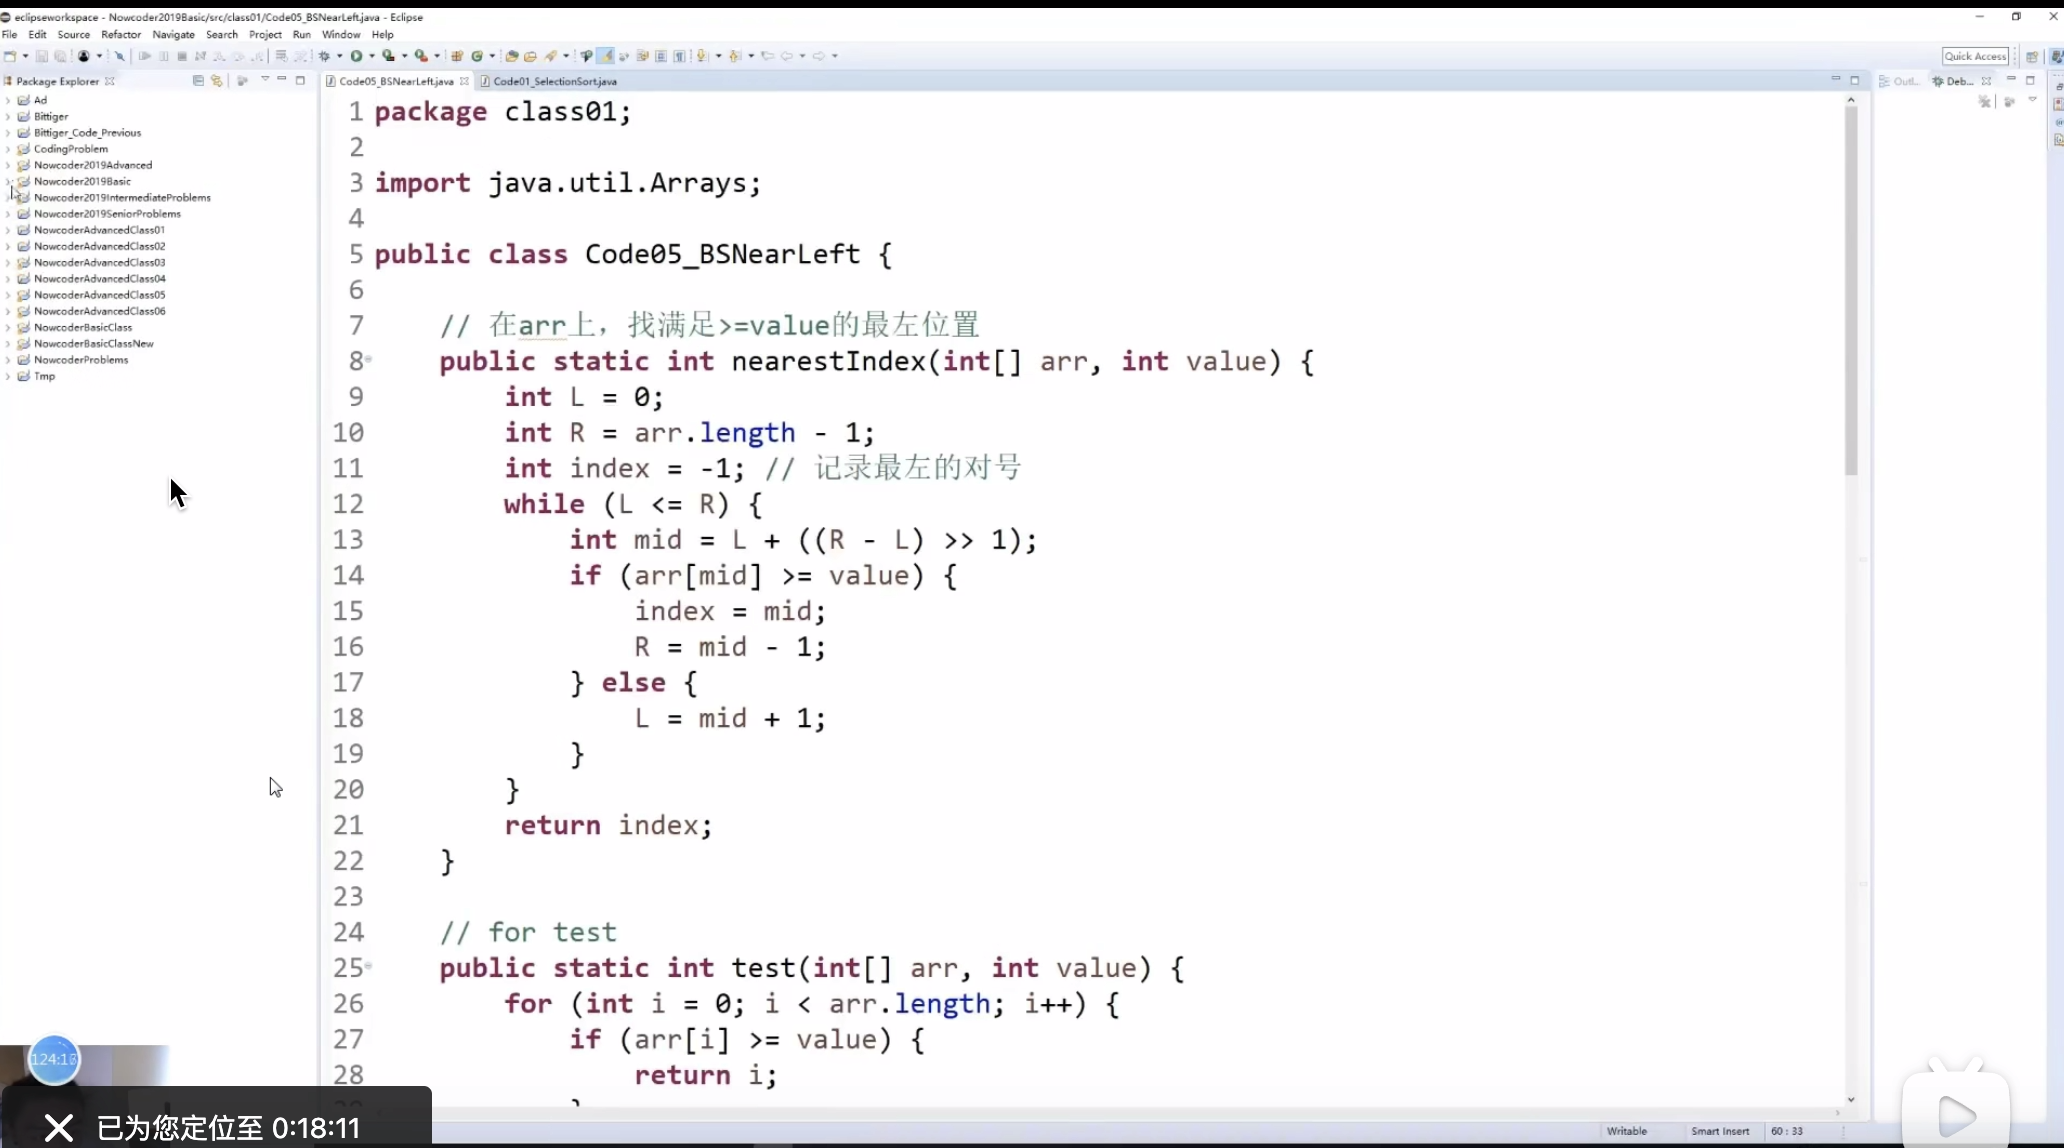 eclipseworkspace - Nowcoder2019Basic/src/class01/Code05_BSNearLeft.java - Eclipse
File Edit Source Refactor Navigate Search Project Run Window Help
Quick Access
Package Explorer
Ad
Bittiger
Bittiger_Code_Previous
CodingProblem
Nowcoder2019Advanced
Nowcoder2019Basic
Nowcoder2019IntermediateProblems
Nowcoder2019SeniorProblems
NowcoderAdvancedClass01
NowcoderAdvancedClass02
NowcoderAdvancedClass03
NowcoderAdvancedClass04
NowcoderAdvancedClass05
NowcoderAdvancedClass06
NowcoderBasicClass
NowcoderBasicClassNew
NowcoderProblems
Tmp
Code05_BSNearLeft.java Code01_SelectionSort.java
Outl... Deb...
1 package class01;
2
3 import java.util.Arrays;
4
5 public class Code05_BSNearLeft {
6
7 // 在arr上，找满足>=value的最左位置
8 public static int nearestIndex(int[] arr, int value) {
9 int L = 0;
10 int R = arr.length - 1;
11 int index = -1; // 记录最左的对号
12 while (L <= R) {
13 int mid = L + ((R - L) >> 1);
14 if (arr[mid] >= value) {
15 index = mid;
16 R = mid - 1;
17 } else {
18 L = mid + 1;
19 }
20 }
21 return index;
22 }
23
24 // for test
25 public static int test(int[] arr, int value) {
26 for (int i = 0; i < arr.length; i++) {
27 if (arr[i] >= value) {
28 return i;
已为您定位至 0:18:11
Writable Smart Insert 60 : 33